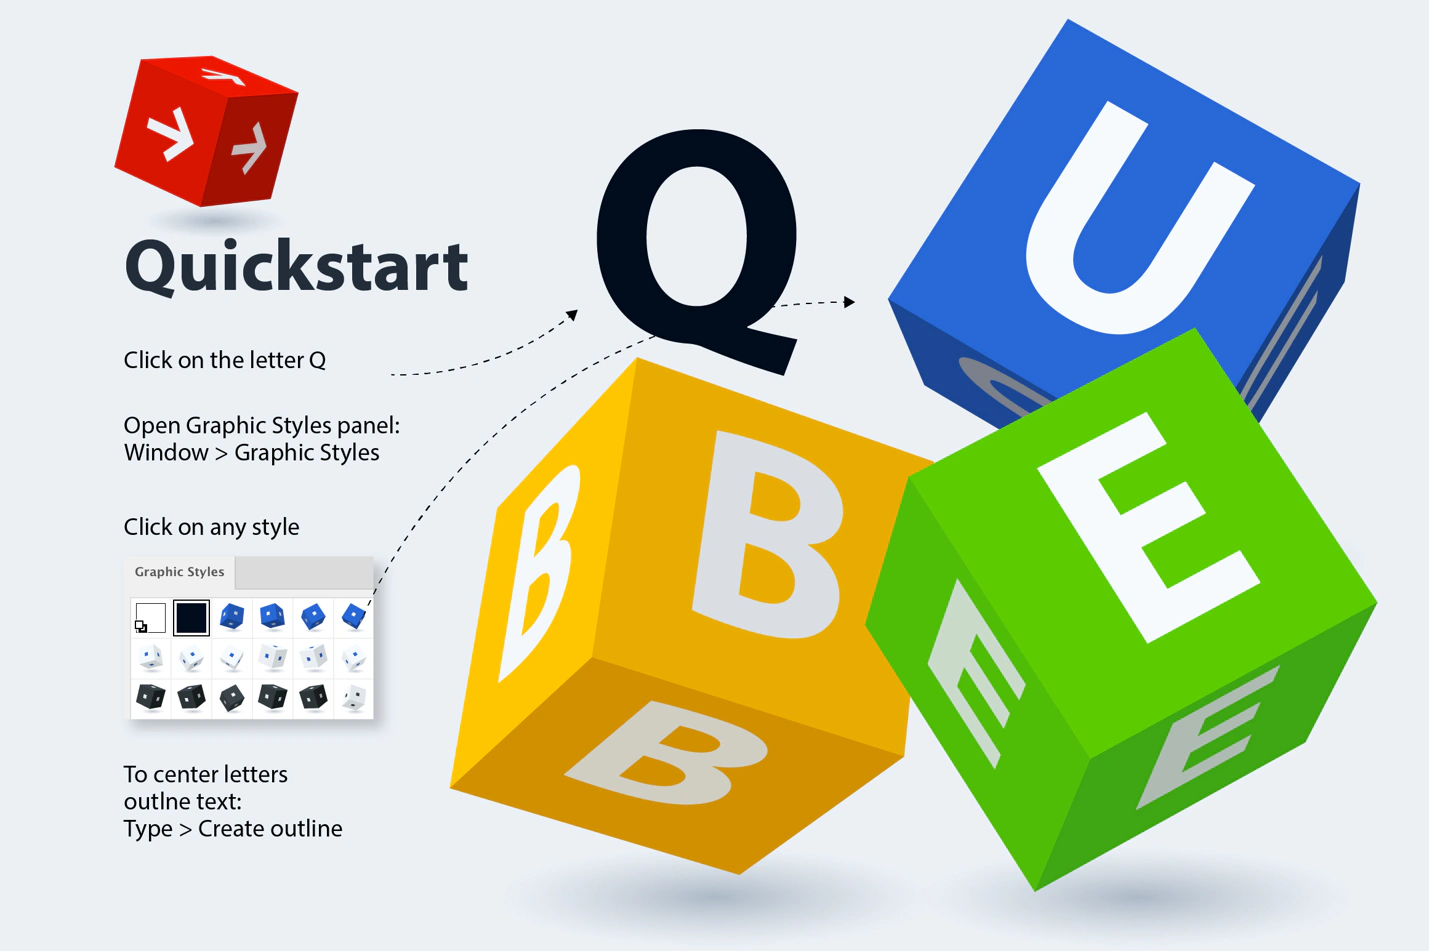 Quickstart
Click on the letter Q
Open Graphic Styles panel:
Window > Graphic Styles
Click on any style
Graphic Styles
To center letters
outlne text:
Type > Create outline
Q
U
U
U
B
B
B
E
E
E